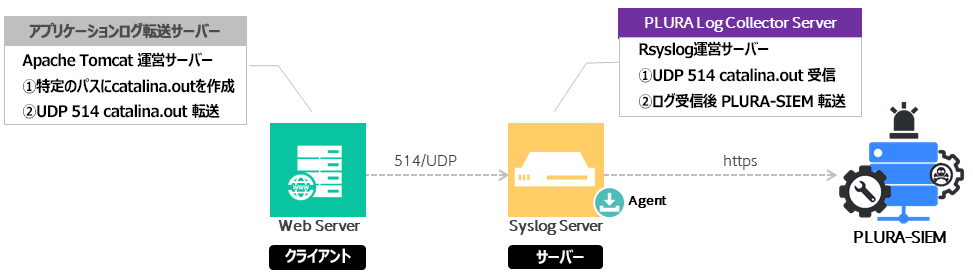 アプリケーションログ転送サーバー
Apache Tomcat 運営サーバー
①特定のパスにcatalina.outを作成
②UDP 514 catalina.out 転送
PLURA Log Collector Server
Rsyslog運営サーバー
①UDP 514 catalina.out 受信
②ログ受信後 PLURA-SIEM 転送
514/UDP
https
WWW
Agent
Web Server
Syslog Server
PLURA-SIEM
クライアント
サーバー